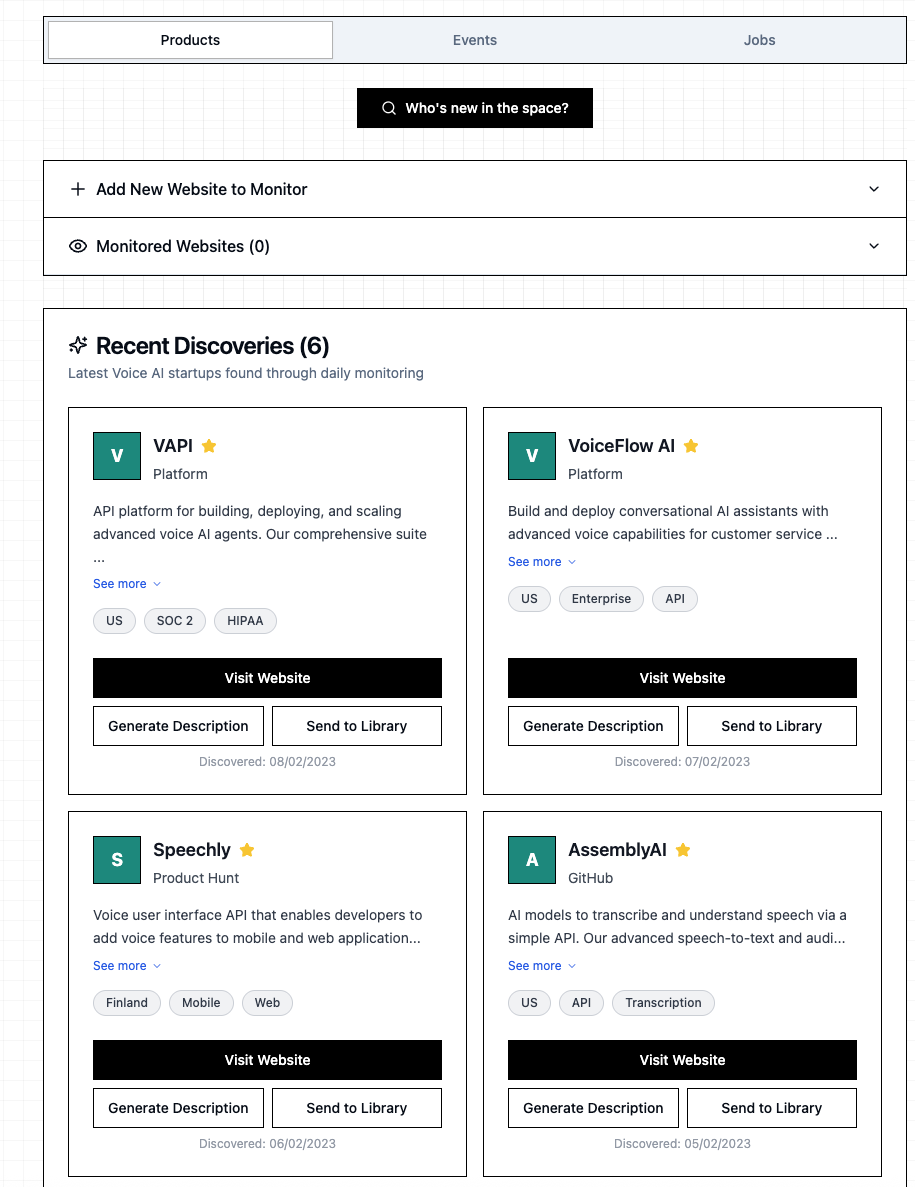 Products
Events
Jobs
Who's new in the space?
Add New Website to Monitor
Monitored Websites (0)
Recent Discoveries (6)
Latest Voice AI startups found through daily monitoring
V
VAPI
Platform
API platform for building, deploying, and scaling
advanced voice AI agents. Our comprehensive suite
...
See more
US
SOC 2
HIPAA
Visit Website
Generate Description
Send to Library
Discovered: 08/02/2023
V
VoiceFlow AI
Platform
Build and deploy conversational AI assistants with
advanced voice capabilities for customer service ...
See more
US
Enterprise
API
Visit Website
Generate Description
Send to Library
Discovered: 07/02/2023
S
Speechly
Product Hunt
Voice user interface API that enables developers to
add voice features to mobile and web application...
See more
Finland
Mobile
Web
Visit Website
Generate Description
Send to Library
Discovered: 06/02/2023
A
AssemblyAI
GitHub
AI models to transcribe and understand speech via a
simple API. Our advanced speech-to-text and audi...
See more
US
API
Transcription
Visit Website
Generate Description
Send to Library
Discovered: 05/02/2023